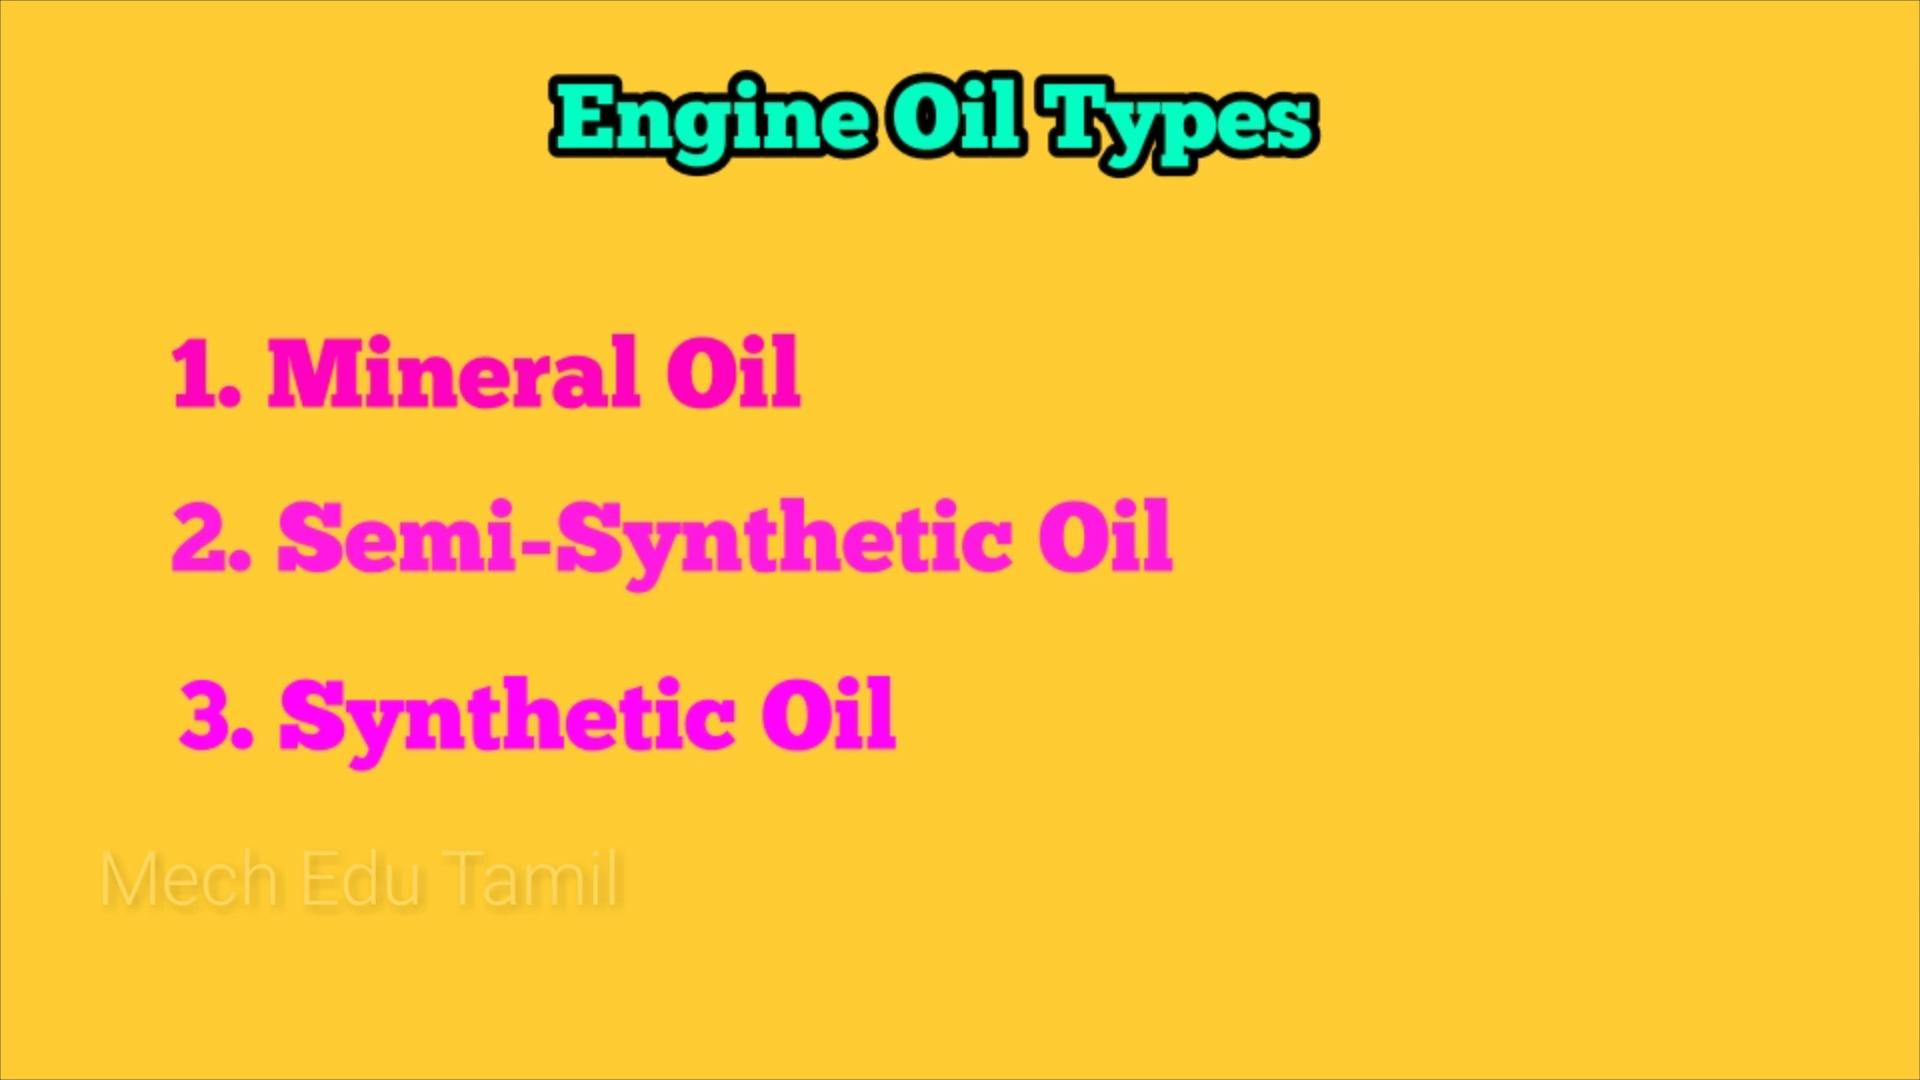 Engine Oil Types
1. Mineral Oil
2. Semi-Synthetic Oil
3. Synthetic Oil
Mech Edu Tamil